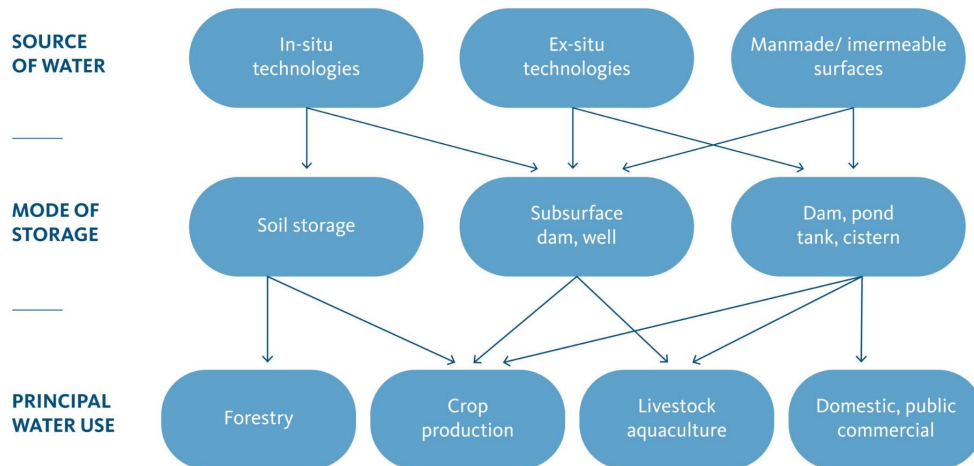 SOURCE
OF WATER
In-situ
technologies
Ex-situ
technologies
Manmade/ imermeable
surfaces
MODE OF
STORAGE
Soil storage
Subsurface
dam, well
Dam, pond
tank, cistern
PRINCIPAL
WATER USE
Forestry
Crop
production
Livestock
aquaculture
Domestic, public
commercial